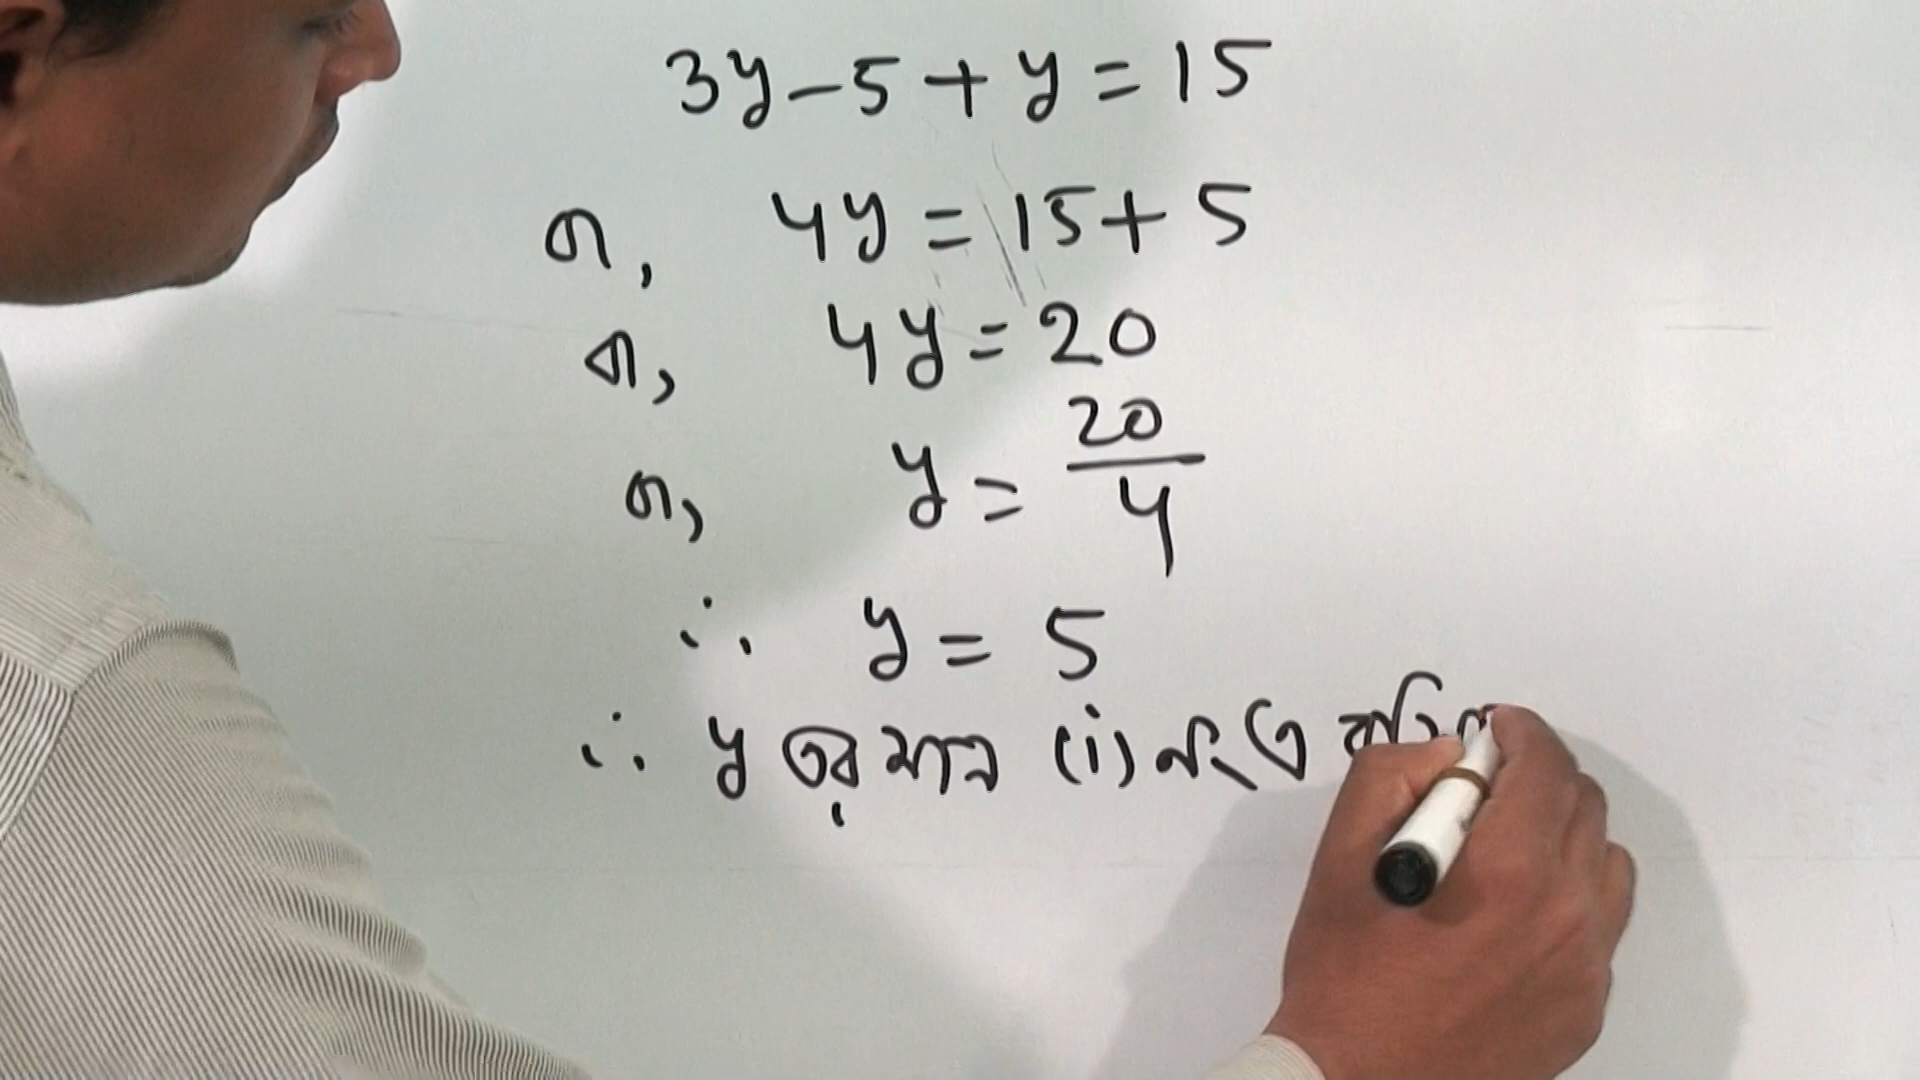 3y-5+y=15
বা, 4y=15+5
বা, 4y=20
বা, y=20/4
∴ y=5
∴ y এর মান (i) নং এ